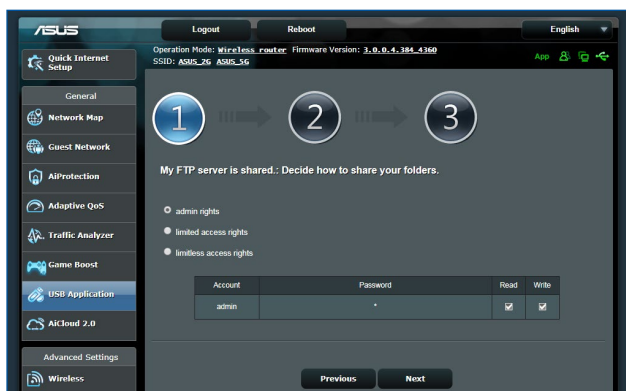 ASUS
Logout
Reboot
English
Quick Internet
Setup
Operation Mode: Wireless router Firmware Version: 3.0.0.4.384_4360
SSID: ASUS_2G ASUS_5G
App
General
Network Map
Guest Network
AiProtection
Adaptive QoS
Traffic Analyzer
Game Boost
USB Application
AiCloud 2.0
Advanced Settings
Wireless
1
2
3
My FTP server is shared.: Decide how to share your folders.
admin rights
limited access rights
limitless access rights
Account Password Read Write
admin *
Previous
Next